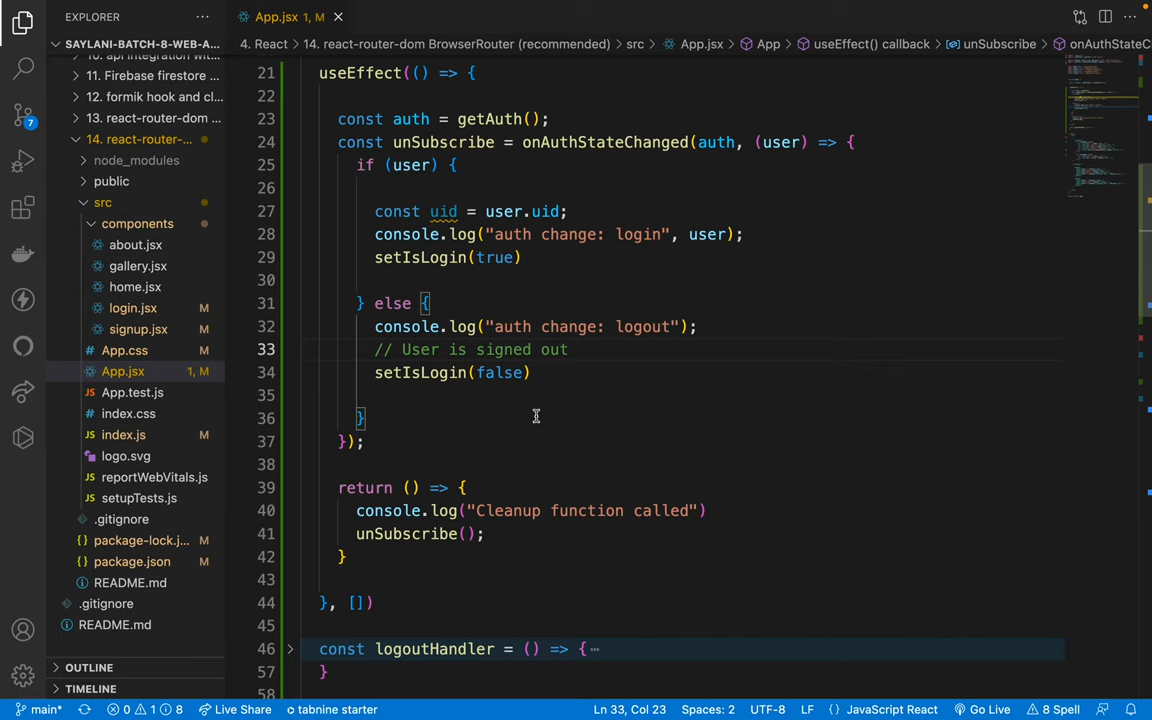 EXPLORER
App.jsx 1, M
SAYLANI-BATCH-8-WEB-A...
4. React > 14. react-router-dom BrowserRouter (recommended) > src > App.jsx > App > useEffect() callback > unSubscribe > onAuthStateC
11. Firebase firestore ...
12. formik hook and cl...
13. react-router-dom ...
14. react-router-...
node_modules
public
src
components
about.jsx
gallery.jsx
home.jsx
login.jsx M
signup.jsx M
App.css M
App.jsx 1, M
App.test.js
index.css
index.js M
logo.svg
reportWebVitals.js
setupTests.js
.gitignore
package-lock.j... M
package.json M
README.md
.gitignore
README.md
OUTLINE
TIMELINE
7
21 useEffect(() => {
22
23 const auth = getAuth();
24 const unSubscribe = onAuthStateChanged(auth, (user) => {
25 if (user) {
26
27 const uid = user.uid;
28 console.log("auth change: login", user);
29 setIsLogin(true)
30
31 } else {
32 console.log("auth change: logout");
33 // User is signed out
34 setIsLogin(false)
35
36 }
37 });
38
39 return () => {
40 console.log("Cleanup function called")
41 unSubscribe();
42 }
43
44 }, [])
45
46 const logoutHandler = () => {
57 }
58
main* 0 1 8 Live Share tabnine starter Ln 33, Col 23 Spaces: 2 UTF-8 LF {} JavaScript React Go Live 8 Spell